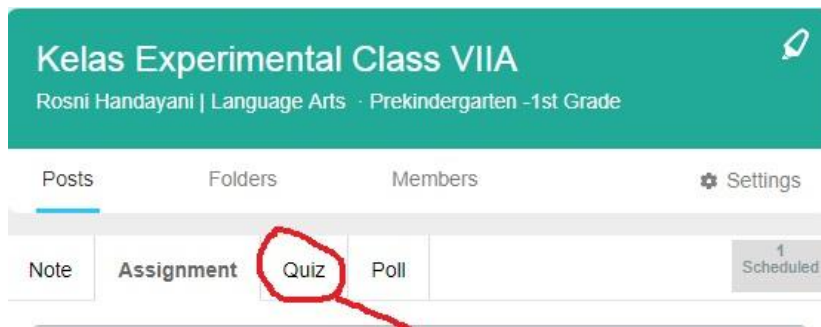 Kelas Experimental Class VIIA
Rosni Handayani | Language Arts · Prekindergarten -1st Grade
Posts Folders Members Settings
Note Assignment Quiz Poll
1
Scheduled